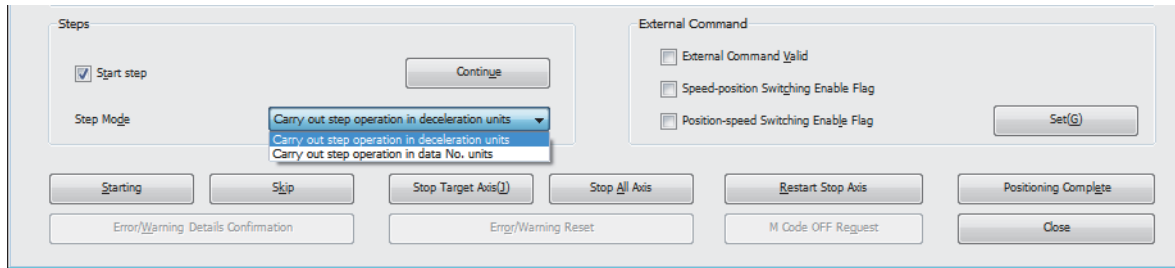 Steps
Start step
Continue
Step Mode
Carry out step operation in deceleration units
Carry out step operation in deceleration units
Carry out step operation in data No. units
External Command
External Command Valid
Speed-position Switching Enable Flag
Position-speed Switching Enable Flag
Set(G)
Starting
Skip
Stop Target Axis(J)
Stop All Axis
Restart Stop Axis
Positioning Complete
Error/Warning Details Confirmation
Error/Warning Reset
M Code OFF Request
Close